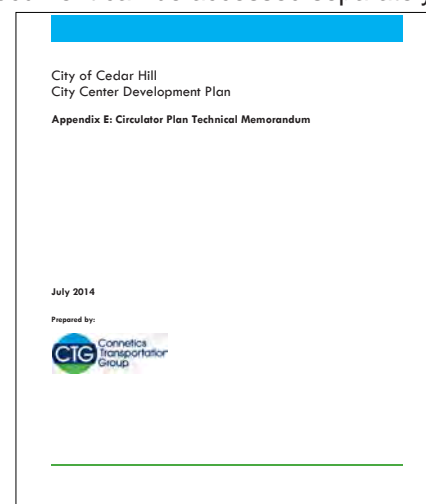 City of Cedar Hill
City Center Development Plan
Appendix E: Circulator Plan Technical Memorandum
July 2014
Prepared by:
CTG
Connetics
Transportation
Group